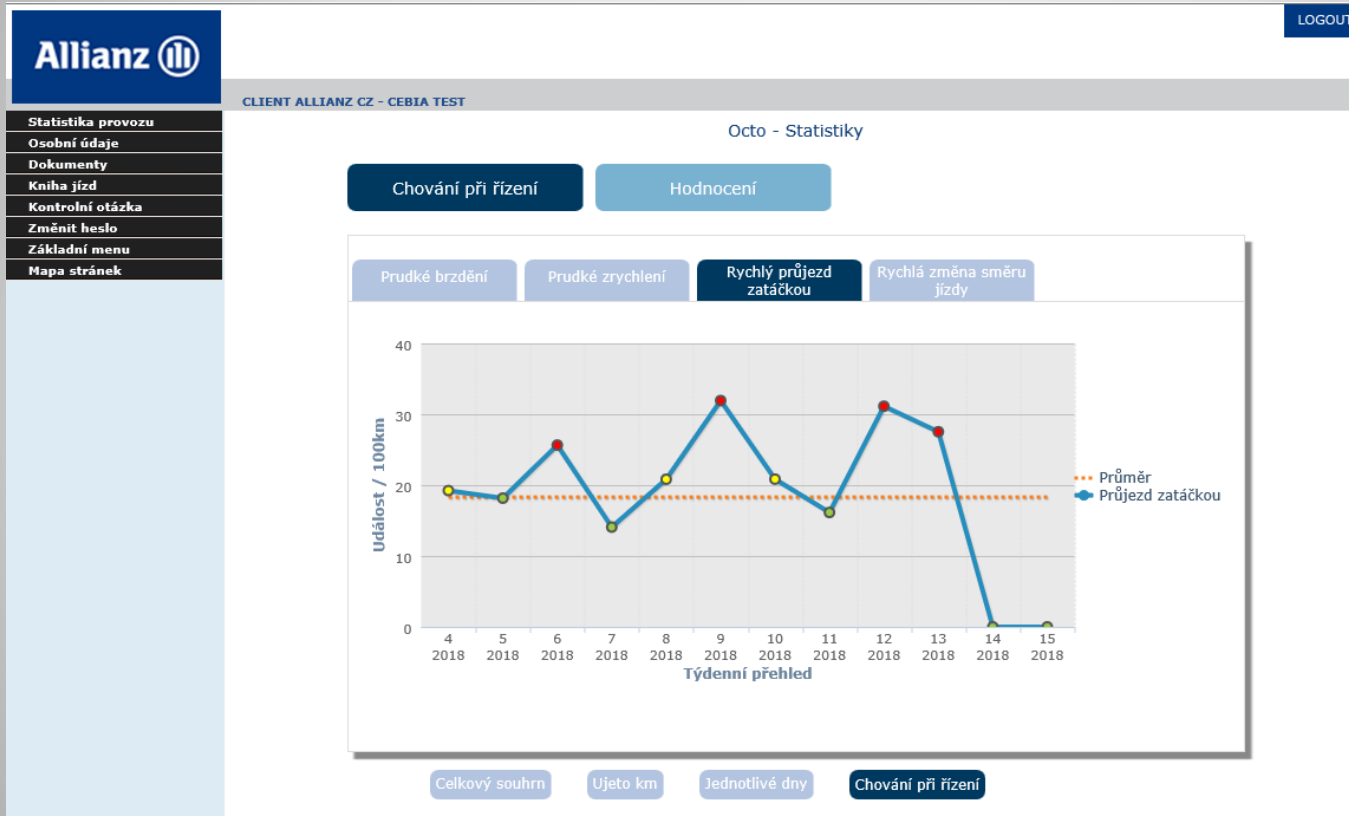 LOGOUT
Allianz
CLIENT ALLIANZ CZ - CEBIA TEST
Statistika provozu
Osobní údaje
Dokumenty
Kniha jízd
Kontrolní otázka
Změnit heslo
Základní menu
Mapa stránek
Octo - Statistiky
Chování při řízení
Hodnocení
Prudké brzdění
Prudké zrychlení
Rychlý průjezd
zatáčkou
Rychlá změna směru
jízdy
Událost / 100km
40
30
20
10
0
4 5 6 7 8 9 10 11 12 13 14 15
2018 2018 2018 2018 2018 2018 2018 2018 2018 2018 2018 2018
Týdenní přehled
Průměr
Průjezd zatáčkou
Celkový souhrn
Ujeto km
Jednotlivé dny
Chování při řízení